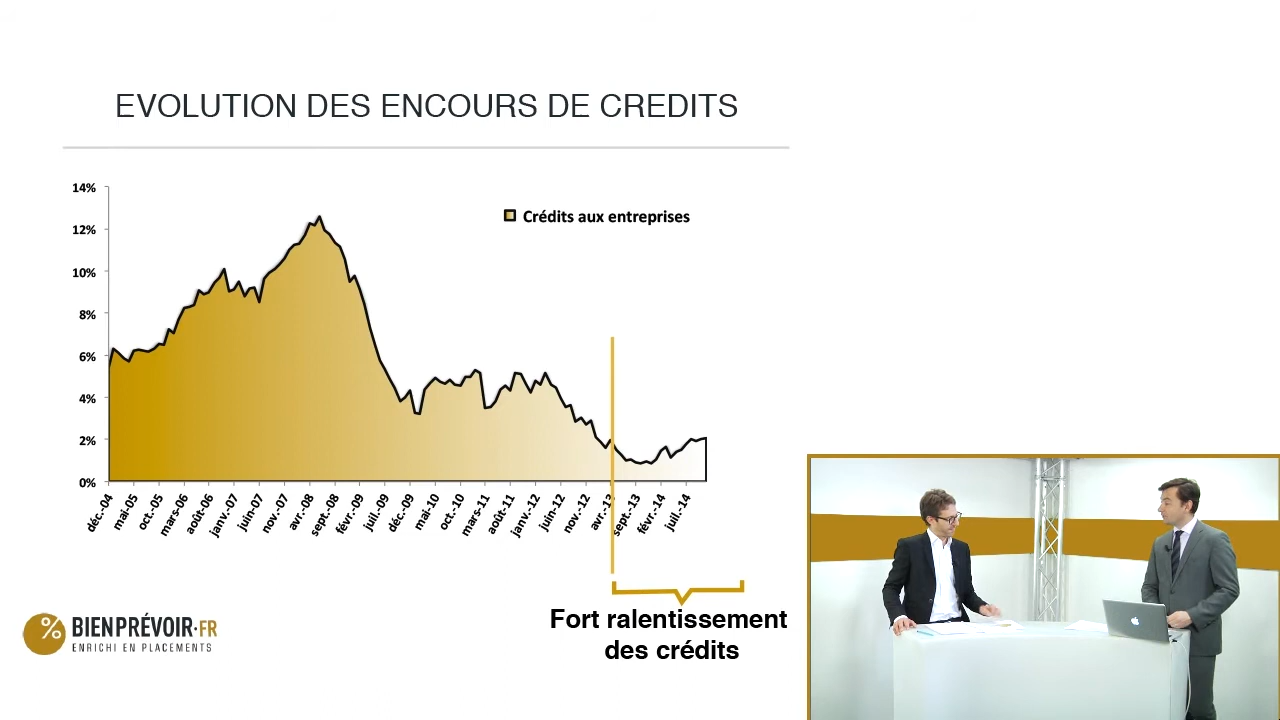 EVOLUTION DES ENCOURS DE CREDITS
14%
12%
10%
8%
6%
4%
2%
0%
Crédits aux entreprises
déc.-04
mai-05
oct.-05
mars-06
août-06
janv.-07
juin-07
nov.-07
avr.-08
sept.-08
févr.-09
juil.-09
déc.-09
mai-10
oct.-10
mars-11
août-11
janv.-12
juin-12
nov.-12
avr.-13
sept.-13
févr.-14
juil.-14
Fort ralentissement
des crédits
%
BIENPRÉVOIR·FR
ENRICHI EN PLACEMENTS